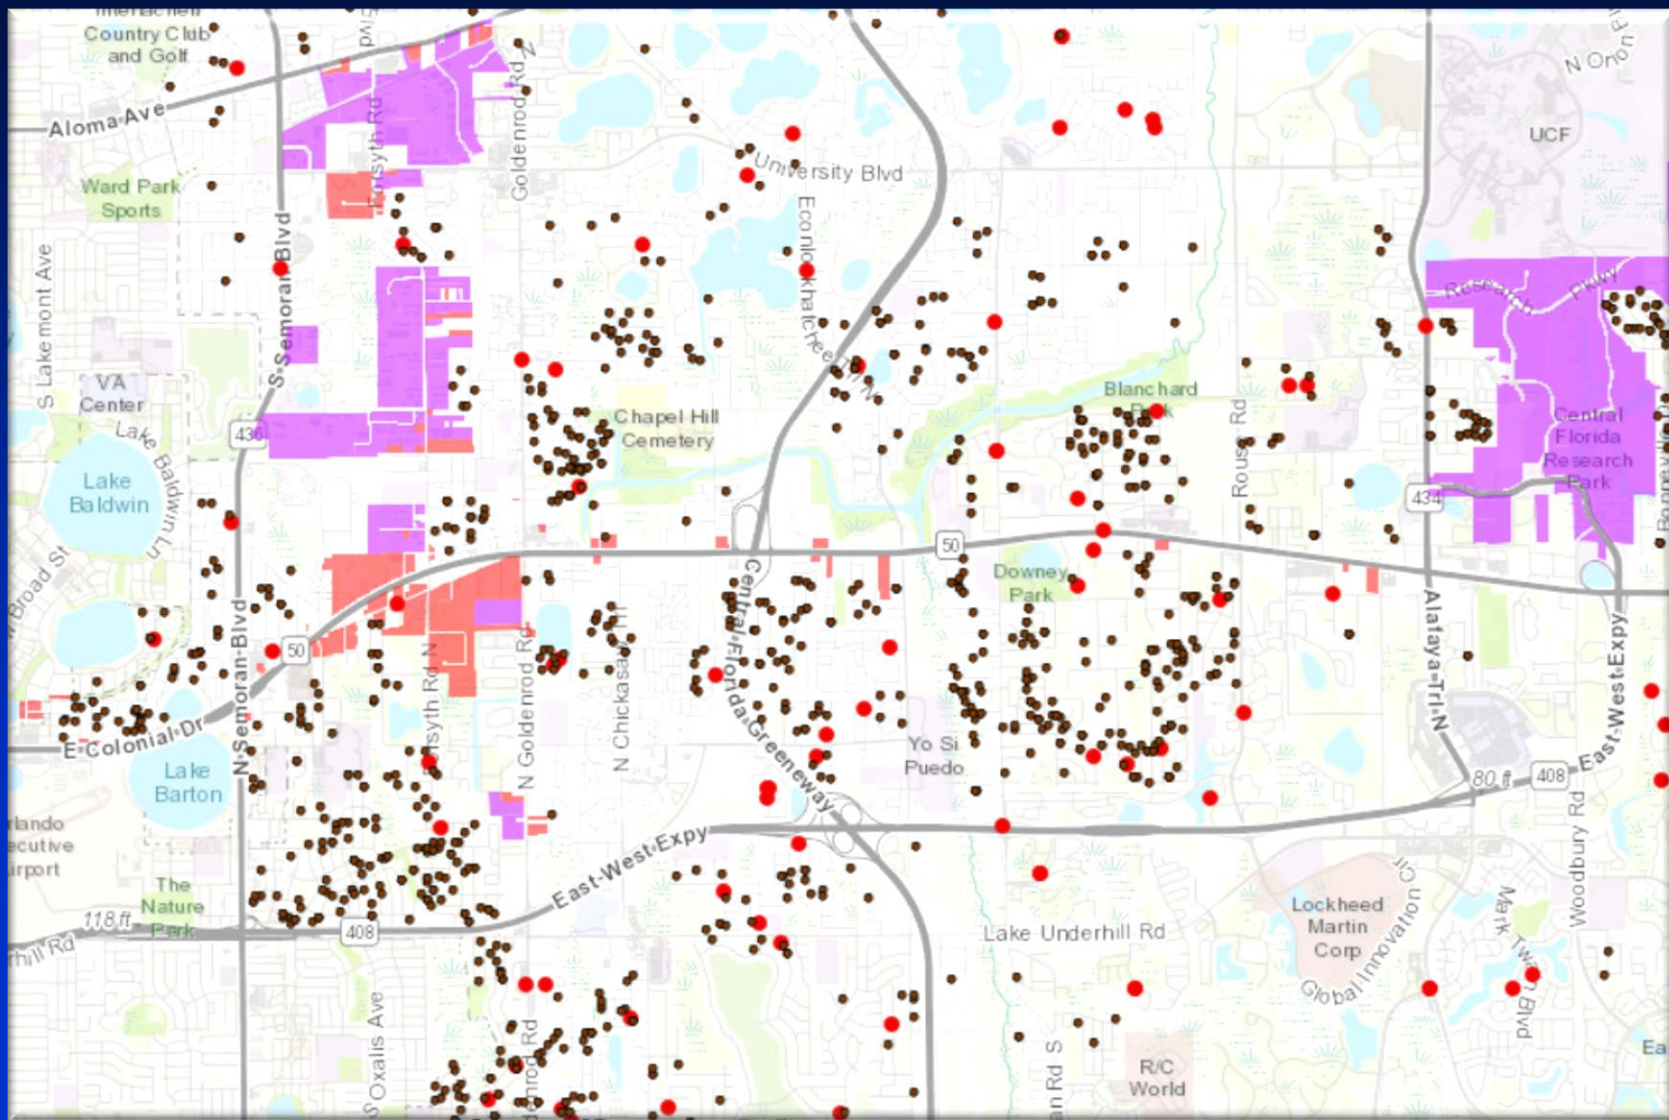 Country Club
and Golf
Aloma Ave
Ward Park
Sports
S Lakemont Ave
S Semoran Blvd
Forsyth Rd
Goldenrod Rd N
University Blvd
Econlockhatchee Trl N
UCF
Research Pkwy
VA
Center
436
Lake Baldwin Ln
Lake
Baldwin
Chapel Hill
Cemetery
Blanchard
Park
Rouse Rd
Central
Florida
Research
Park
434
50
Downey
Park
Broad St
N Semoran Blvd
50
E Colonial Dr
Lake
Barton
Forsyth Rd N
N Goldenrod Rd
N Chickasaw Trl
Central Florida Greeneway
Yo Si
Puedo
Alafaya Trl N
East-West Expy
80 ft
408
Woodbury Rd
The
Nature
Park
118 ft
408
East-West Expy
Lake Underhill Rd
Lockheed
Martin
Corp
Global Innovation Cir
Mark Twain Blvd
S Oxalis Ave
R/C
World